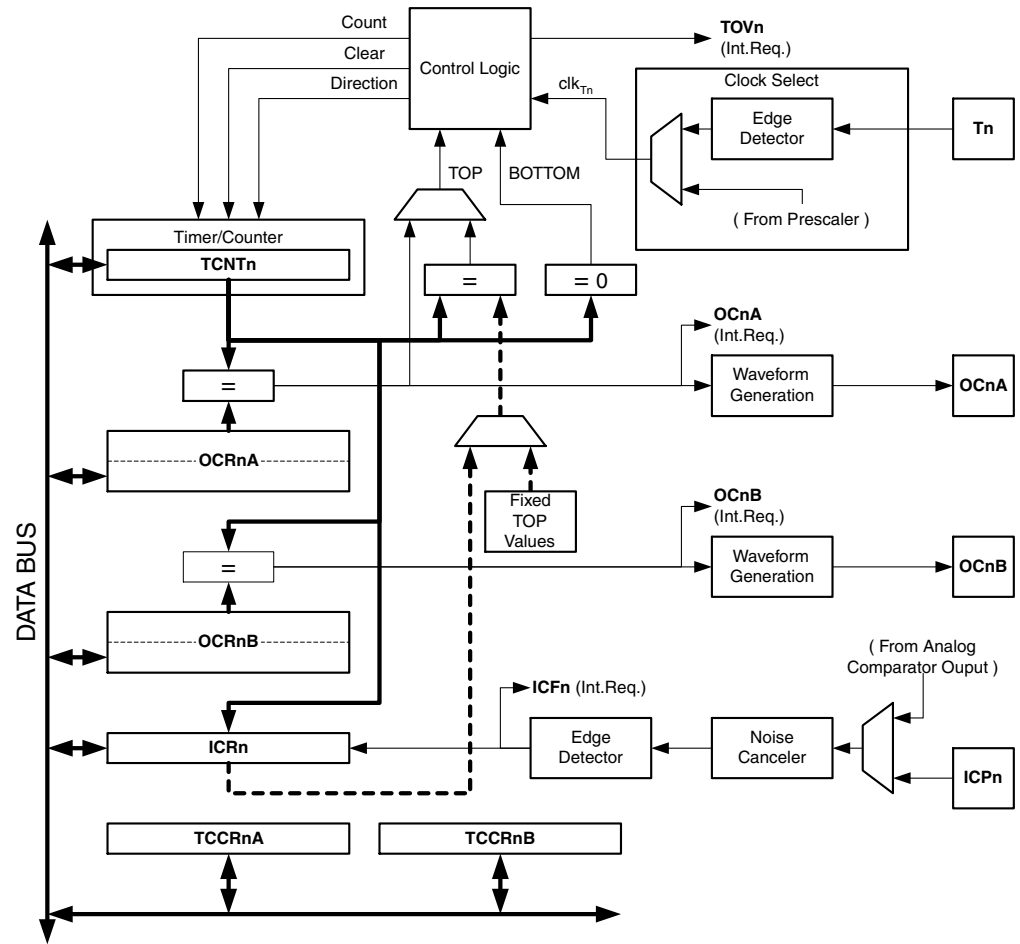 Count
Clear
Direction
Control Logic
TOVn
(Int.Req.)
clkTn
Clock Select
Edge
Detector
Tn
( From Prescaler )
TOP
BOTTOM
Timer/Counter
TCNTn
=
= 0
OCnA
(Int.Req.)
=
Waveform
Generation
OCnA
OCRnA
Fixed
TOP
Values
OCnB
(Int.Req.)
=
Waveform
Generation
OCnB
OCRnB
DATA BUS
( From Analog
Comparator Ouput )
ICFn (Int.Req.)
ICRn
Edge
Detector
Noise
Canceler
ICPn
TCCRnA
TCCRnB